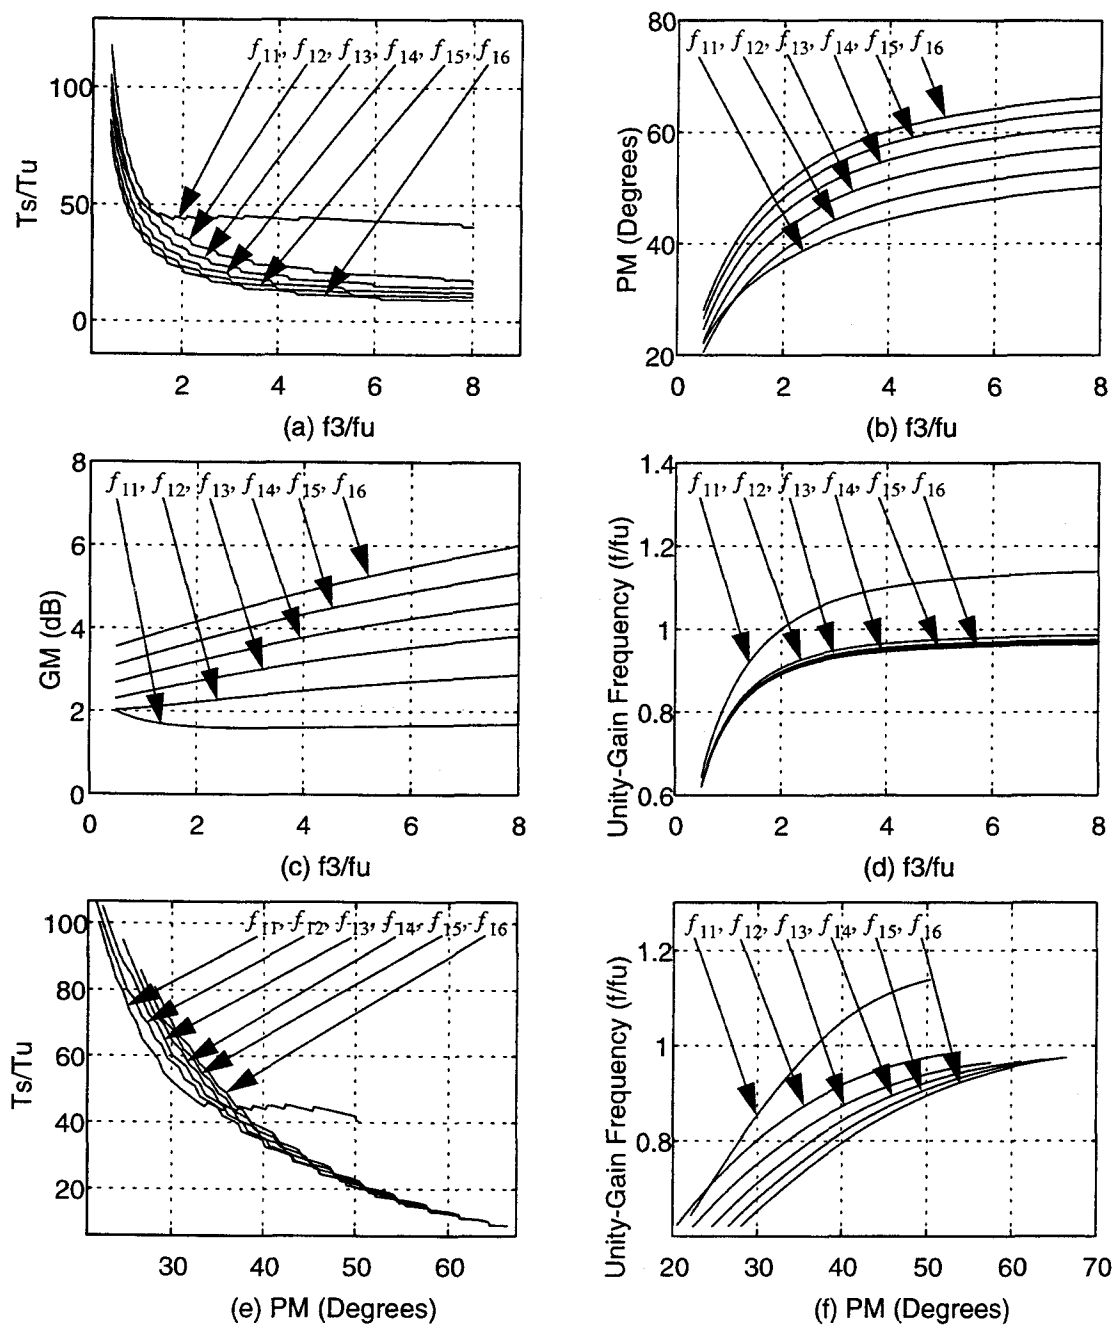 f11, f12, f13, f14, f15, f16
100
50
0
Ts/Tu
2 4 6 8
(a) f3/fu
f11, f12, f13, f14, f15, f16
80
60
40
20
PM (Degrees)
0 2 4 6 8
(b) f3/fu
f11, f12, f13, f14, f15, f16
8
6
4
2
0
GM (dB)
0 2 4 6 8
(c) f3/fu
f11, f12, f13, f14, f15, f16
1.4
1.2
1
0.8
0.6
Unity-Gain Frequency (f/fu)
0 2 4 6 8
(d) f3/fu
f11, f12, f13, f14, f15, f16
100
80
60
40
20
Ts/Tu
30 40 50 60
(e) PM (Degrees)
f11, f12, f13, f14, f15, f16
1.2
1
0.8
Unity-Gain Frequency (f/fu)
20 30 40 50 60 70
(f) PM (Degrees)